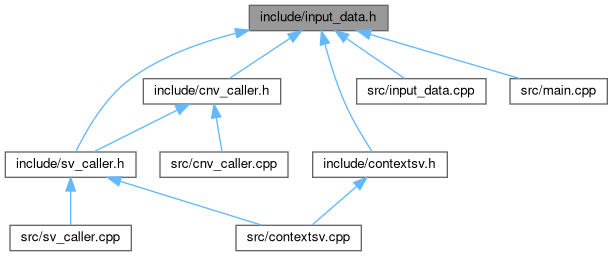 include/input_data.h
include/cnv_caller.h
src/input_data.cpp
src/main.cpp
include/sv_caller.h
src/cnv_caller.cpp
include/contextsv.h
src/sv_caller.cpp
src/contextsv.cpp